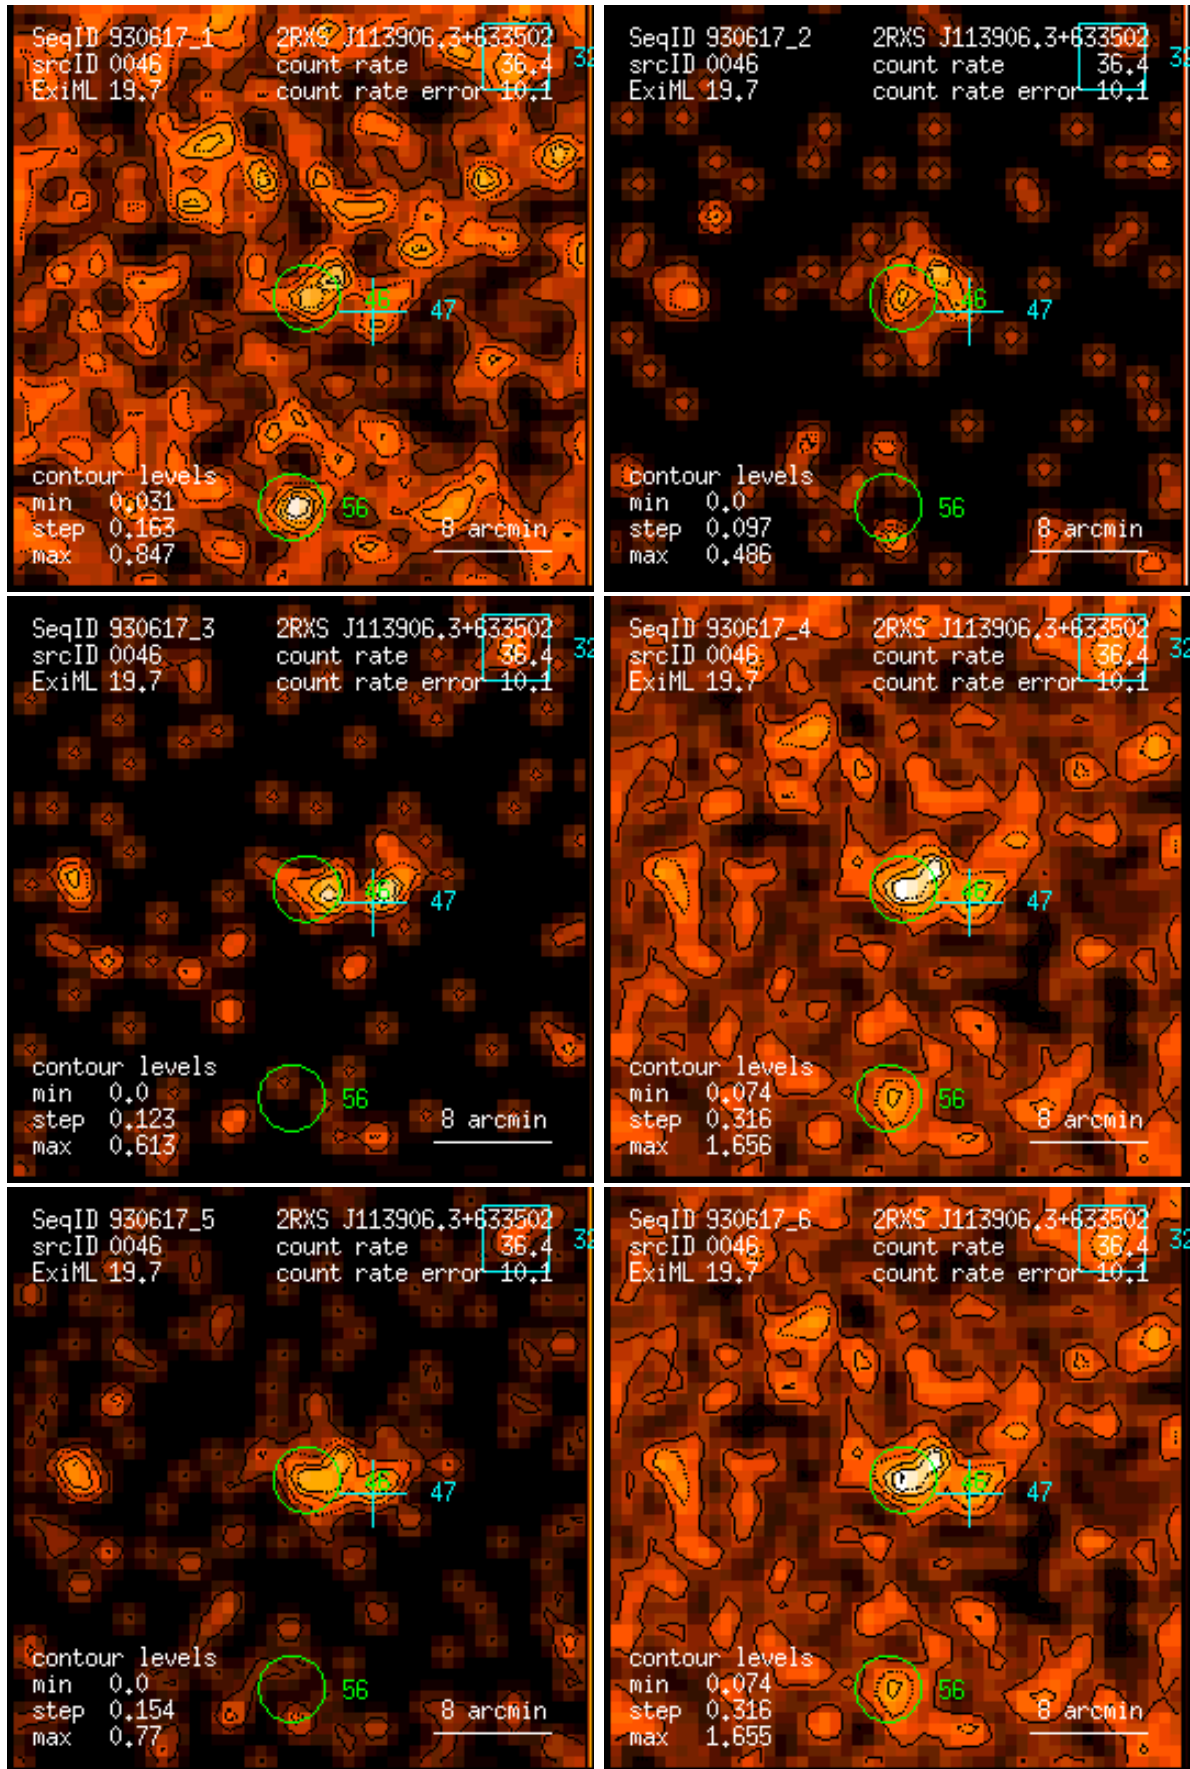 SeqID 930617_1 2RXS J113906.3+633502
srcID 0046 count rate 36.4 32
ExiML 19.7 count rate error 10.1
46
47
contour levels
min 0.031
step 0.163
max 0.847
56
8 arcmin
SeqID 930617_2 2RXS J113906.3+633502
srcID 0046 count rate 36.4 32
ExiML 19.7 count rate error 10.1
46
47
contour levels
min 0.0
step 0.097
max 0.486
56
8 arcmin
SeqID 930617_3 2RXS J113906.3+633502
srcID 0046 count rate 36.4 32
ExiML 19.7 count rate error 10.1
46
47
contour levels
min 0.0
step 0.123
max 0.613
56
8 arcmin
SeqID 930617_4 2RXS J113906.3+633502
srcID 0046 count rate 36.4 32
ExiML 19.7 count rate error 10.1
46
47
contour levels
min 0.074
step 0.316
max 1.656
56
8 arcmin
SeqID 930617_5 2RXS J113906.3+633502
srcID 0046 count rate 36.4 32
ExiML 19.7 count rate error 10.1
46
47
contour levels
min 0.0
step 0.154
max 0.77
56
8 arcmin
SeqID 930617_6 2RXS J113906.3+633502
srcID 0046 count rate 36.4 32
ExiML 19.7 count rate error 10.1
46
47
contour levels
min 0.074
step 0.316
max 1.655
56
8 arcmin